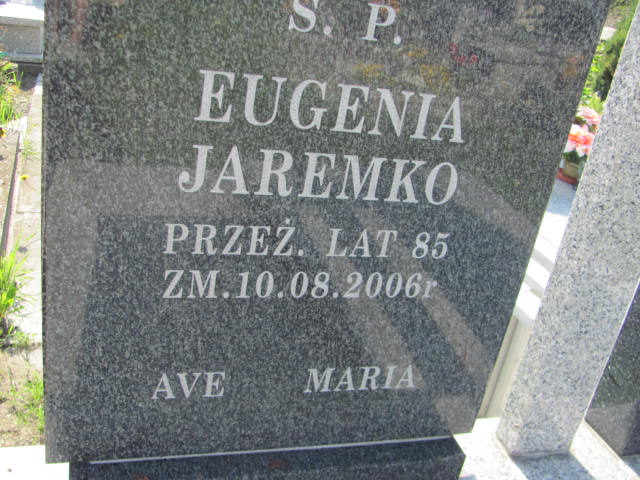 Ś. P.
EUGENIA
JAREMKO
PRZEŻ. LAT 85
ZM.10.08.2006r
AVE MARIA